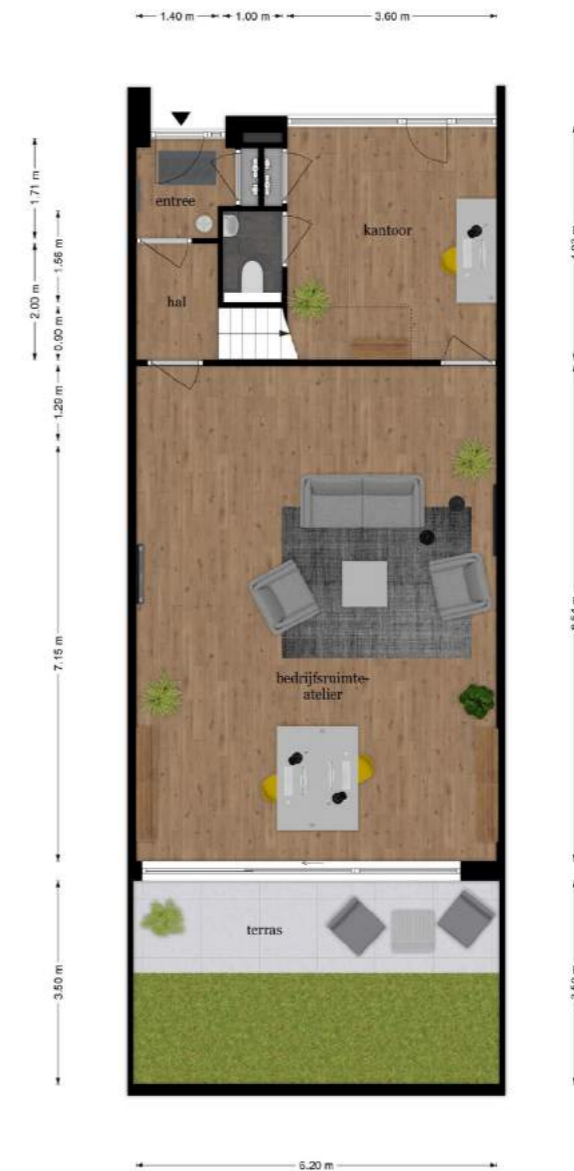 1.40 m
1.00 m
3.60 m
1.71 m
entree
kantoor
1.56 m
2.00 m
hal
0.90 m
1.29 m
7.15 m
bedrijfsruimte-
atelier
terras
3.50 m
6.20 m